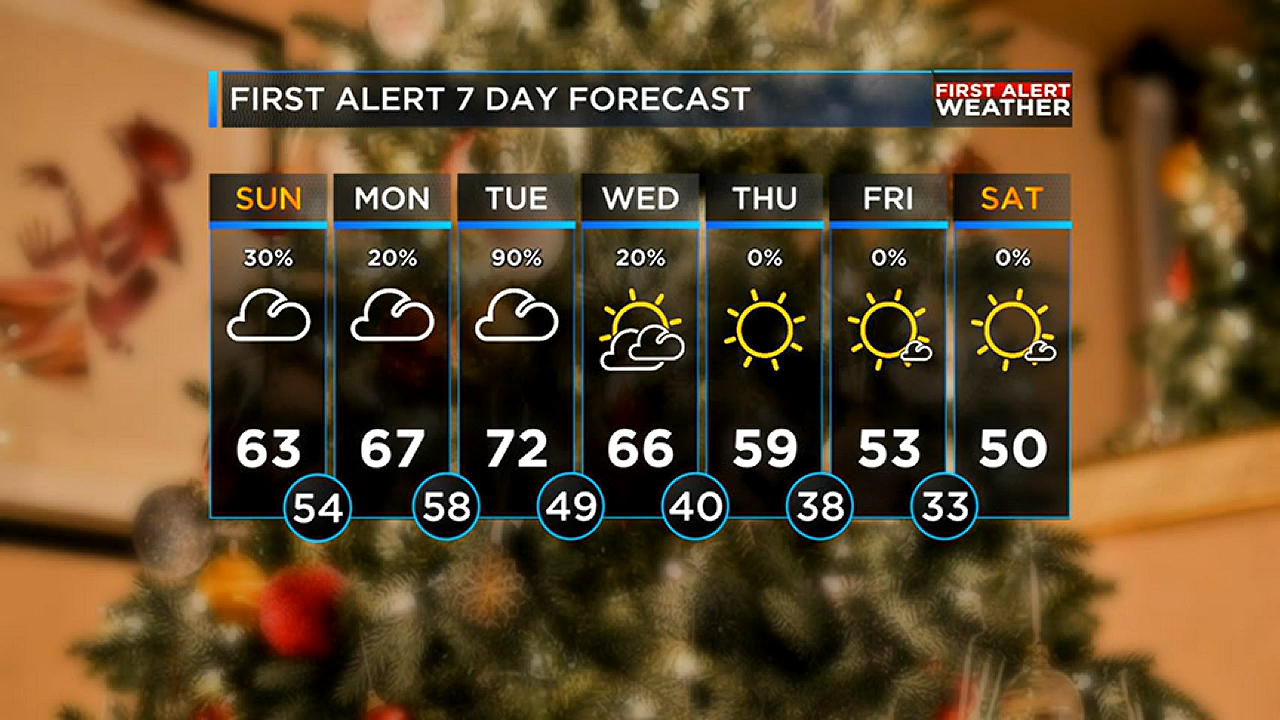 FIRST ALERT 7 DAY FORECAST
FIRST ALERT
WEATHER
SUN MON TUE WED THU FRI SAT
30% 20% 90% 20% 0% 0% 0%
63 67 72 66 59 53 50
54 58 49 40 38 33